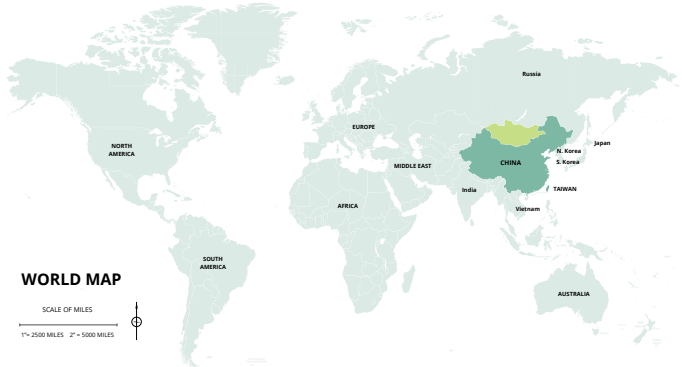 Russia
EUROPE
NORTH
AMERICA
Japan
N. Korea
S. Korea
CHINA
MIDDLE EAST
India
TAIWAN
AFRICA
Vietnam
SOUTH
AMERICA
WORLD MAP
AUSTRALIA
SCALE OF MILES
1"= 2500 MILES 2" = 5000 MILES